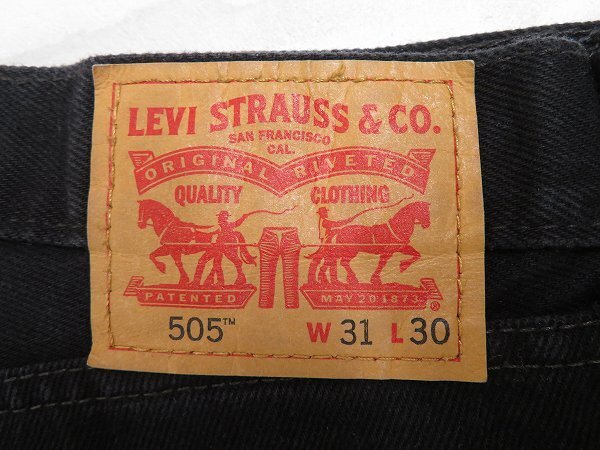 LEVI STRAUSS & CO.
SAN FRANCISCO
CAL.
ORIGINAL RIVETED
QUALITY CLOTHING
PATENTED MAY 20 1873 ®
505™ W 31 L 30